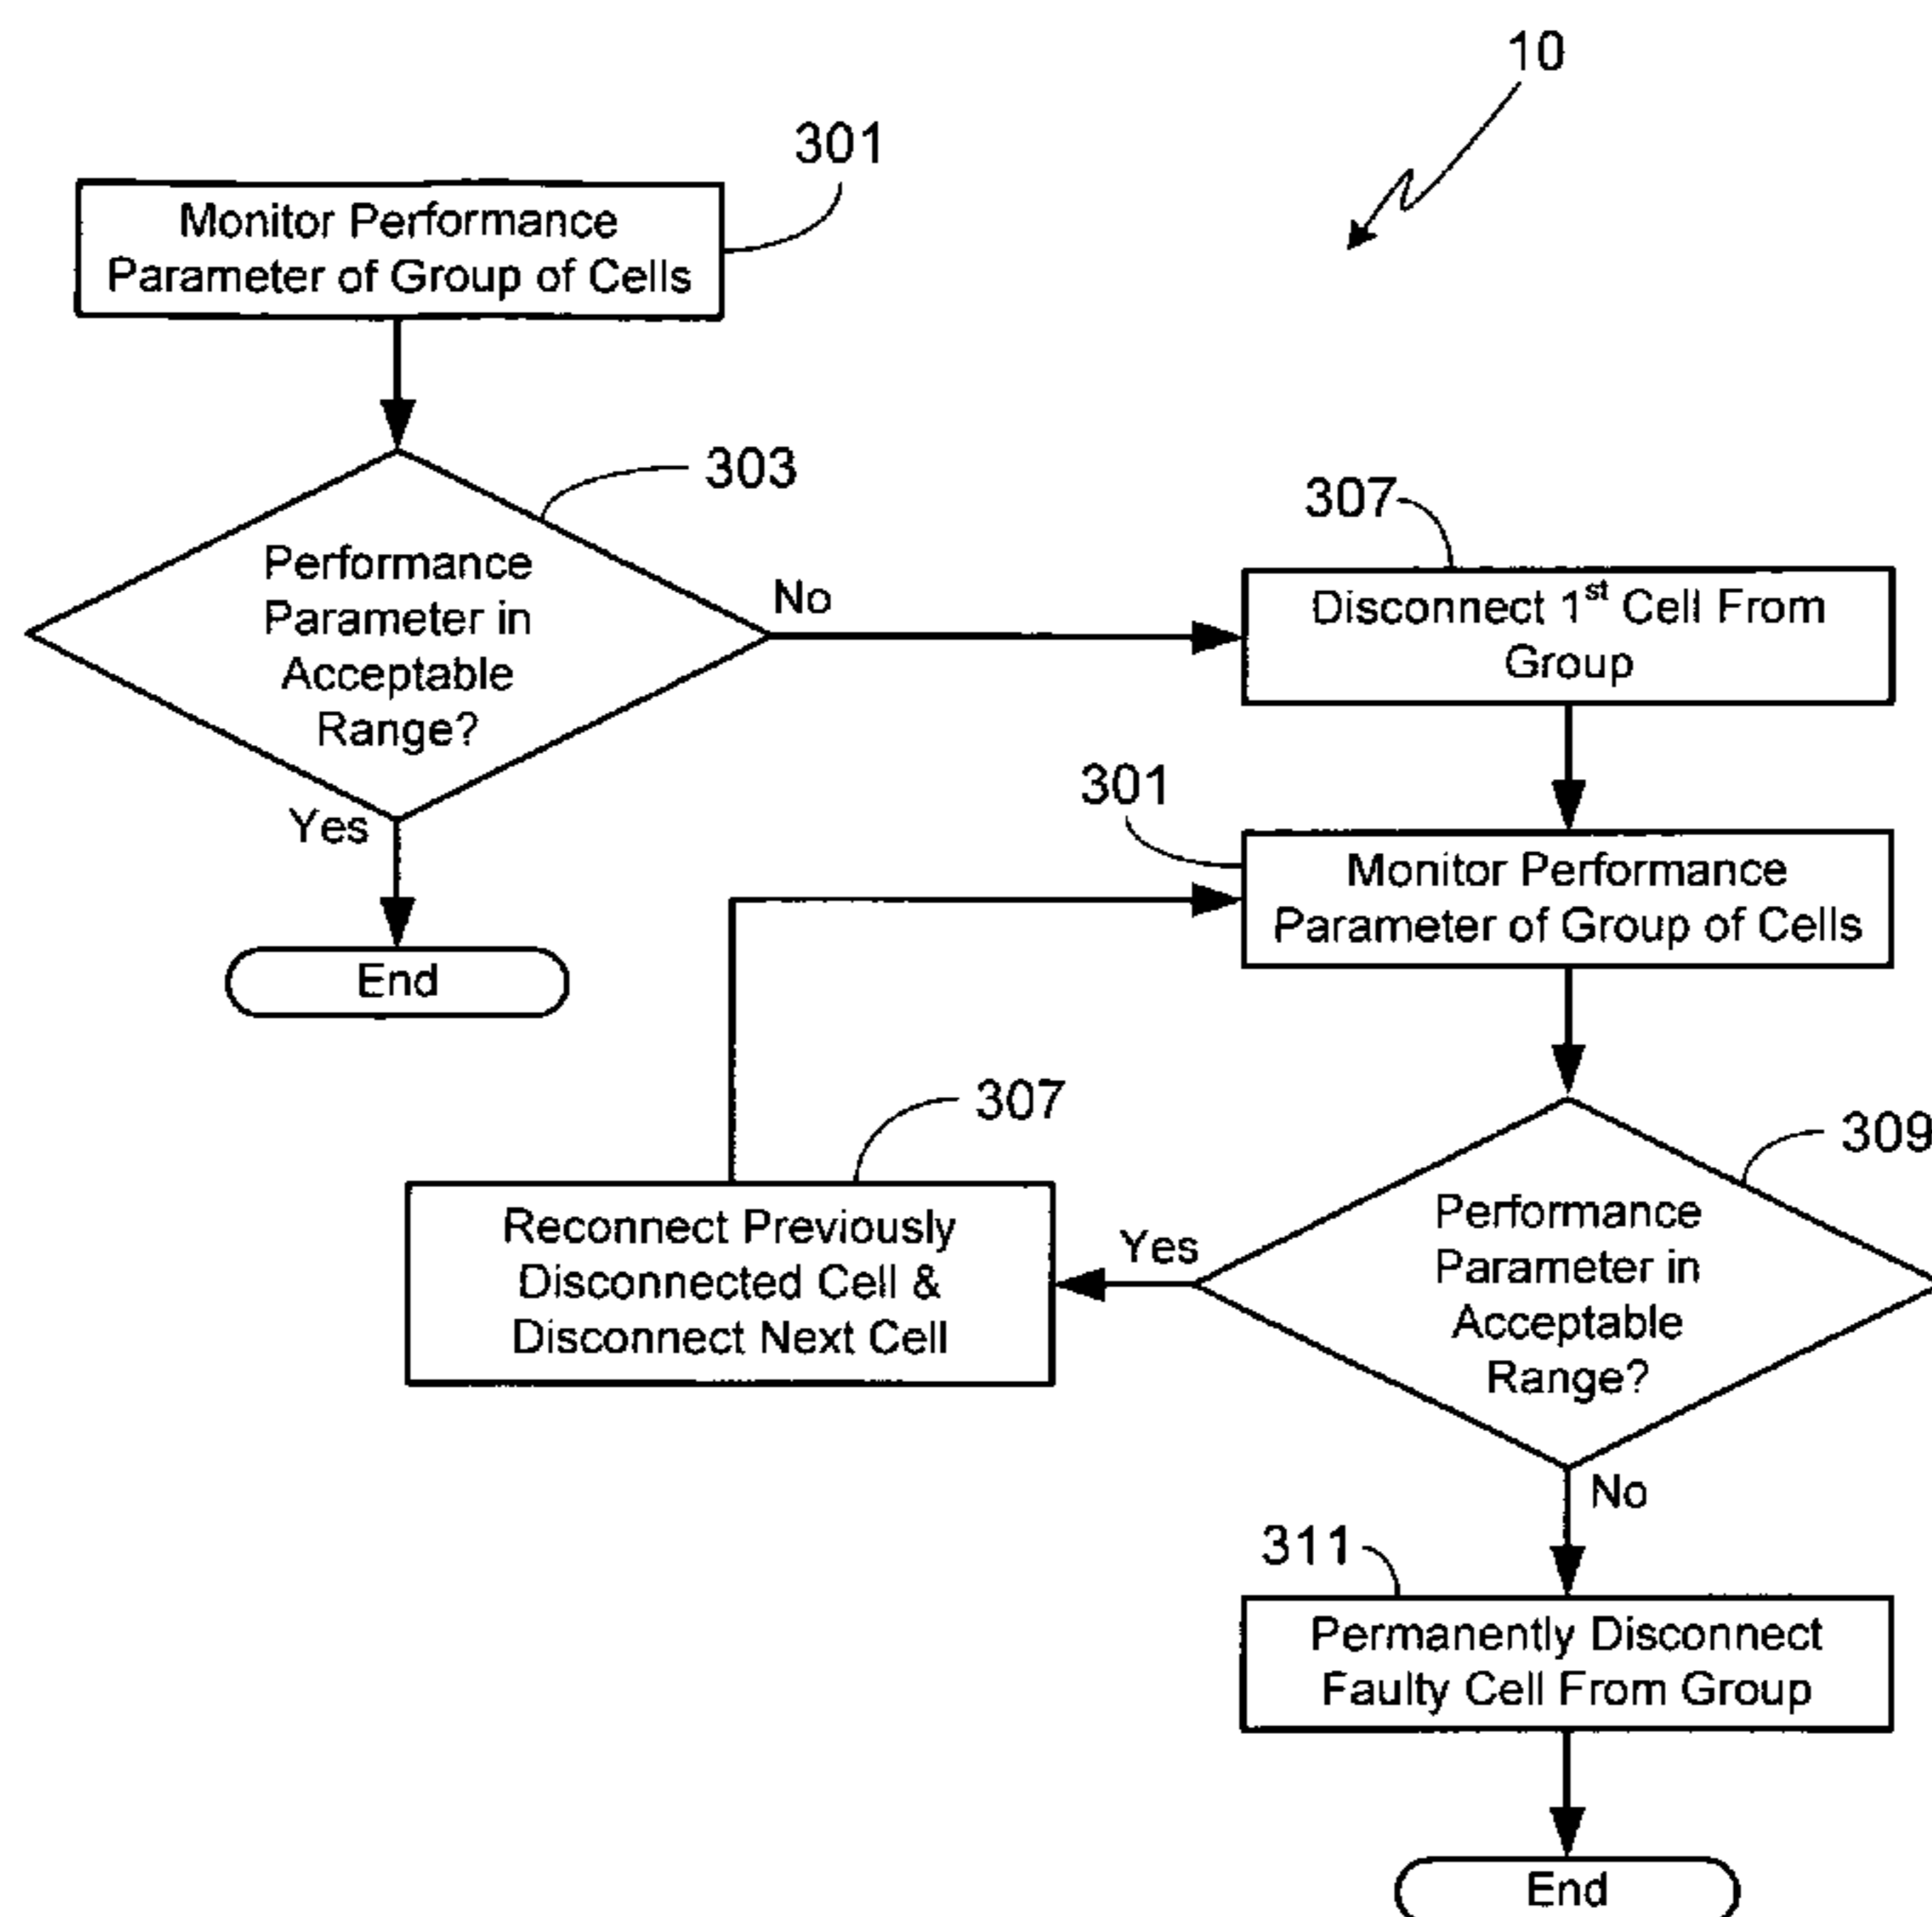 10
301
Monitor Performance
Parameter of Group of Cells
303
Performance
Parameter in
Acceptable
Range?
No
Yes
End
307
Disconnect 1st Cell From
Group
301
Monitor Performance
Parameter of Group of Cells
309
Performance
Parameter in
Acceptable
Range?
Yes
307
Reconnect Previously
Disconnected Cell &
Disconnect Next Cell
No
311
Permanently Disconnect
Faulty Cell From Group
End